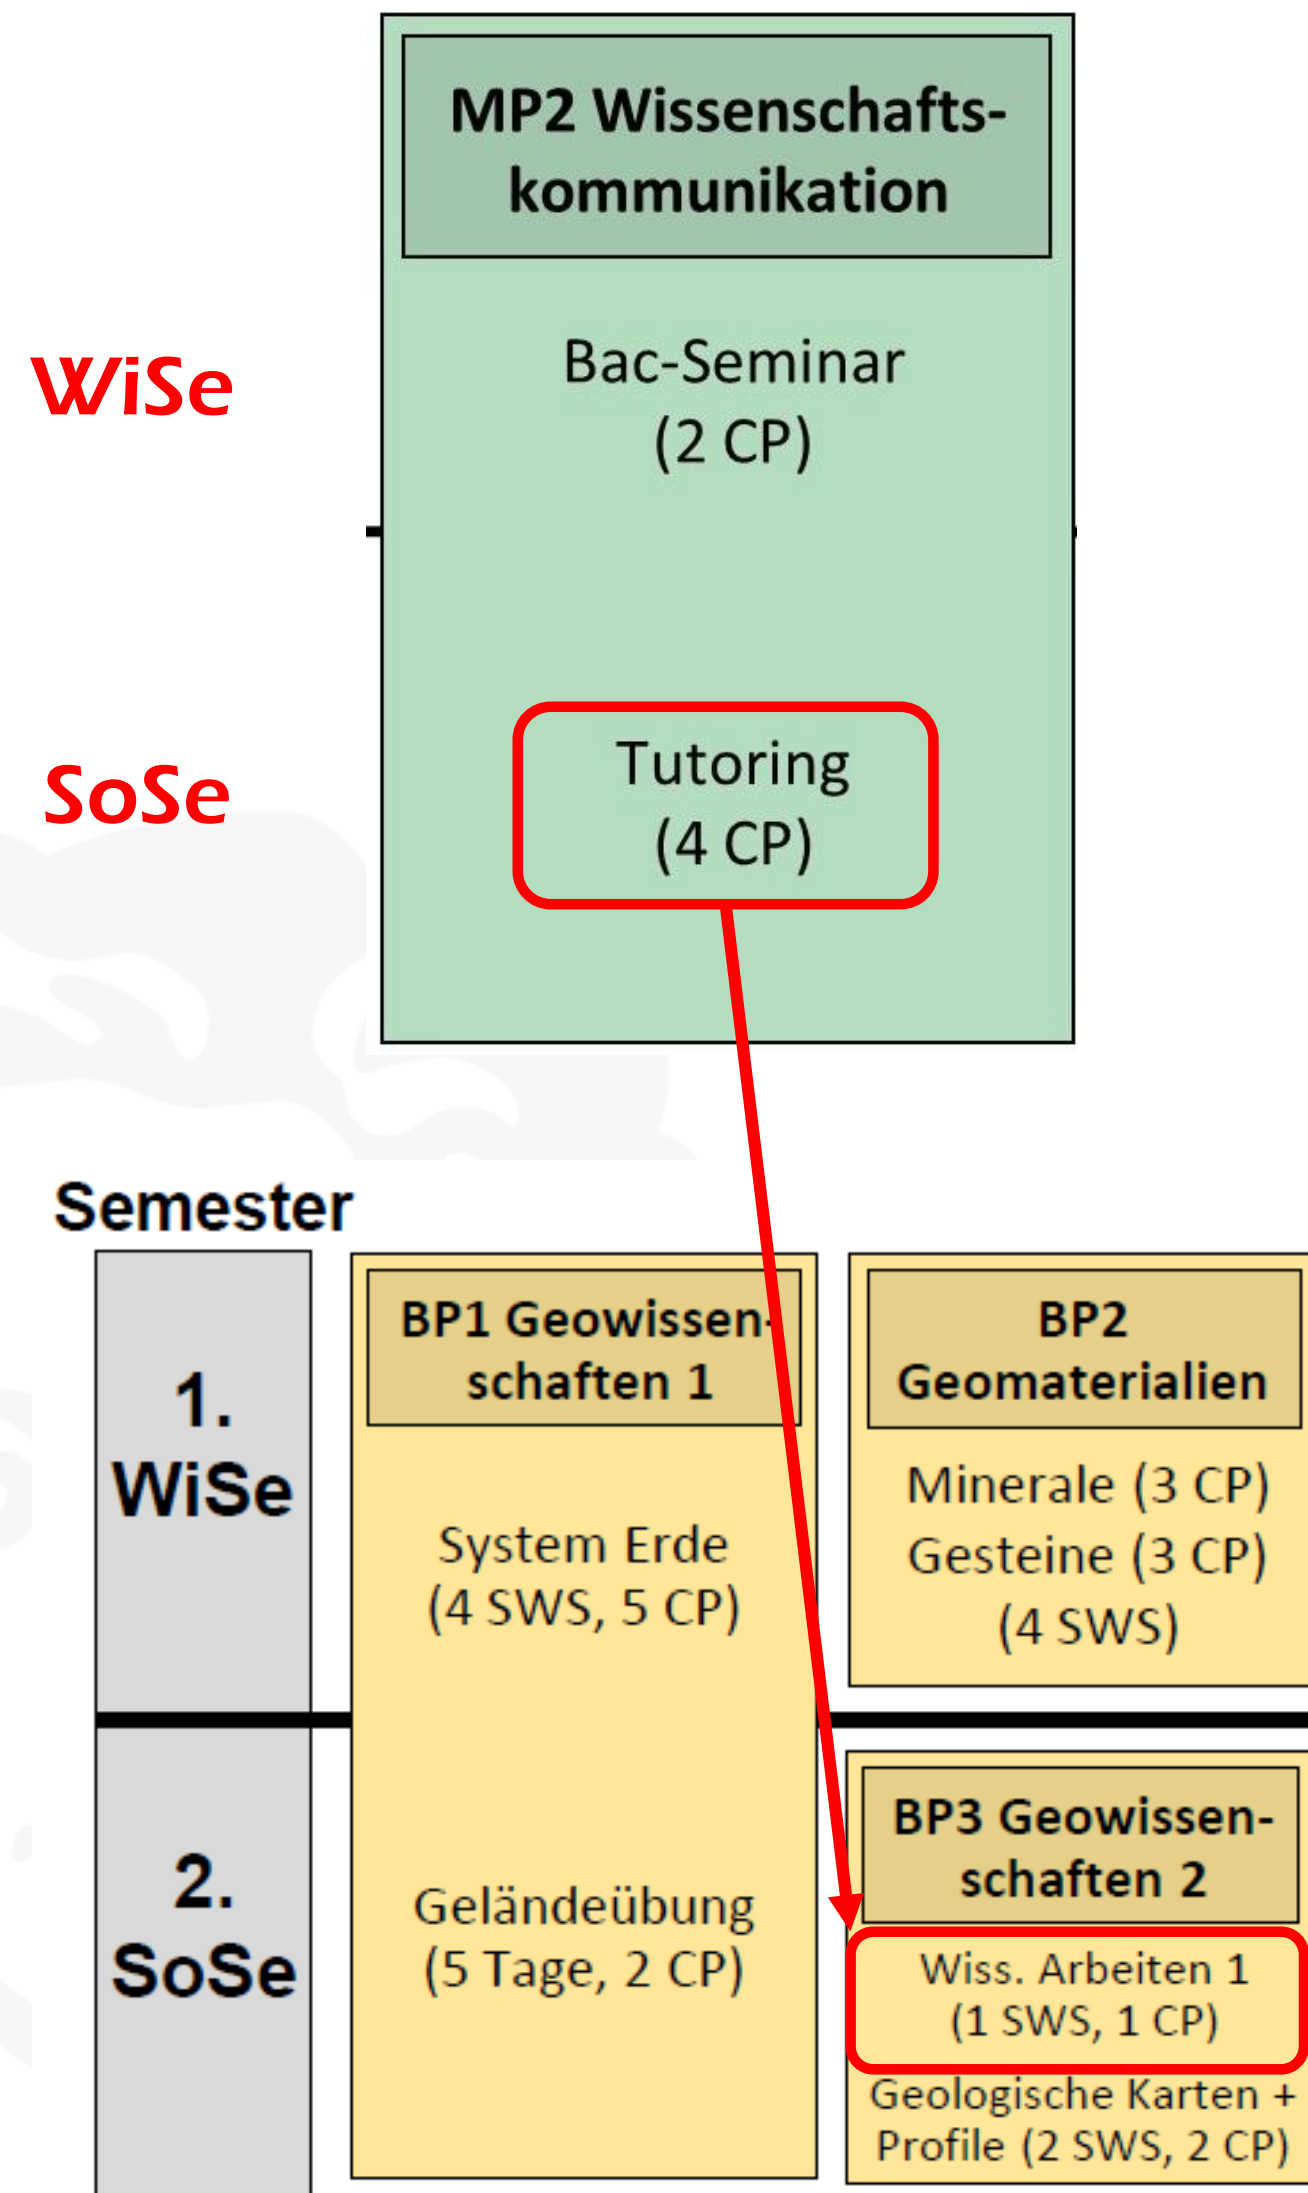 MP2 Wissenschafts-
kommunikation
WiSe
Bac-Seminar
(2 CP)
SoSe
Tutoring
(4 CP)
Semester
1.
WiSe
BP1 Geowissen-
schaften 1
System Erde
(4 SWS, 5 CP)
BP2
Geomaterialien
Minerale (3 CP)
Gesteine (3 CP)
(4 SWS)
2.
SoSe
Geländeübung
(5 Tage, 2 CP)
BP3 Geowissen-
schaften 2
Wiss. Arbeiten 1
(1 SWS, 1 CP)
Geologische Karten +
Profile (2 SWS, 2 CP)